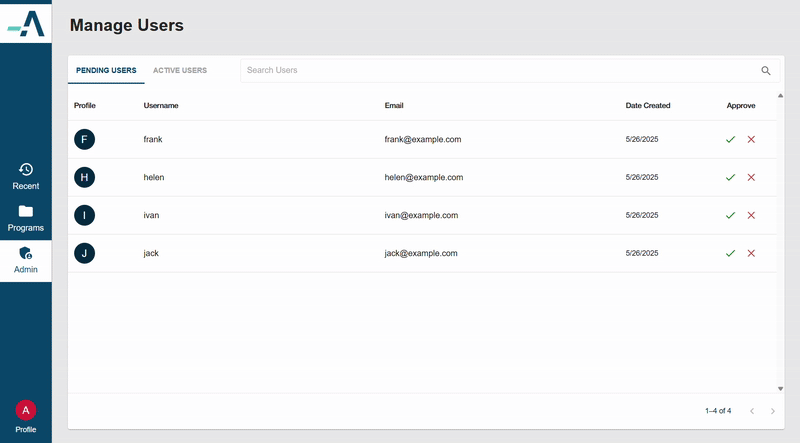 Manage Users
PENDING USERS ACTIVE USERS Search Users
Profile Username Email Date Created Approve
F frank frank@example.com 5/26/2025
H helen helen@example.com 5/26/2025
I ivan ivan@example.com 5/26/2025
J jack jack@example.com 5/26/2025
1–4 of 4
Recent
Programs
Admin
A
Profile